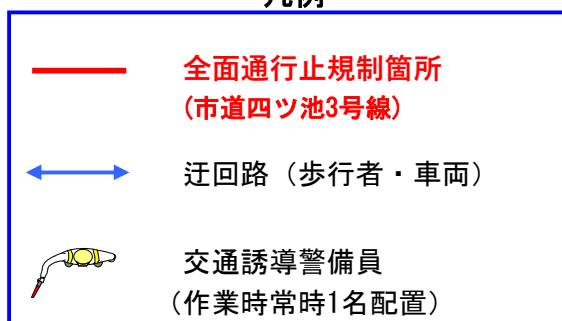 凡例
全面通行止規制箇所
(市道四ツ池3号線)
迂回路（歩行者・車両）
交通誘導警備員
（作業時常時1名配置）